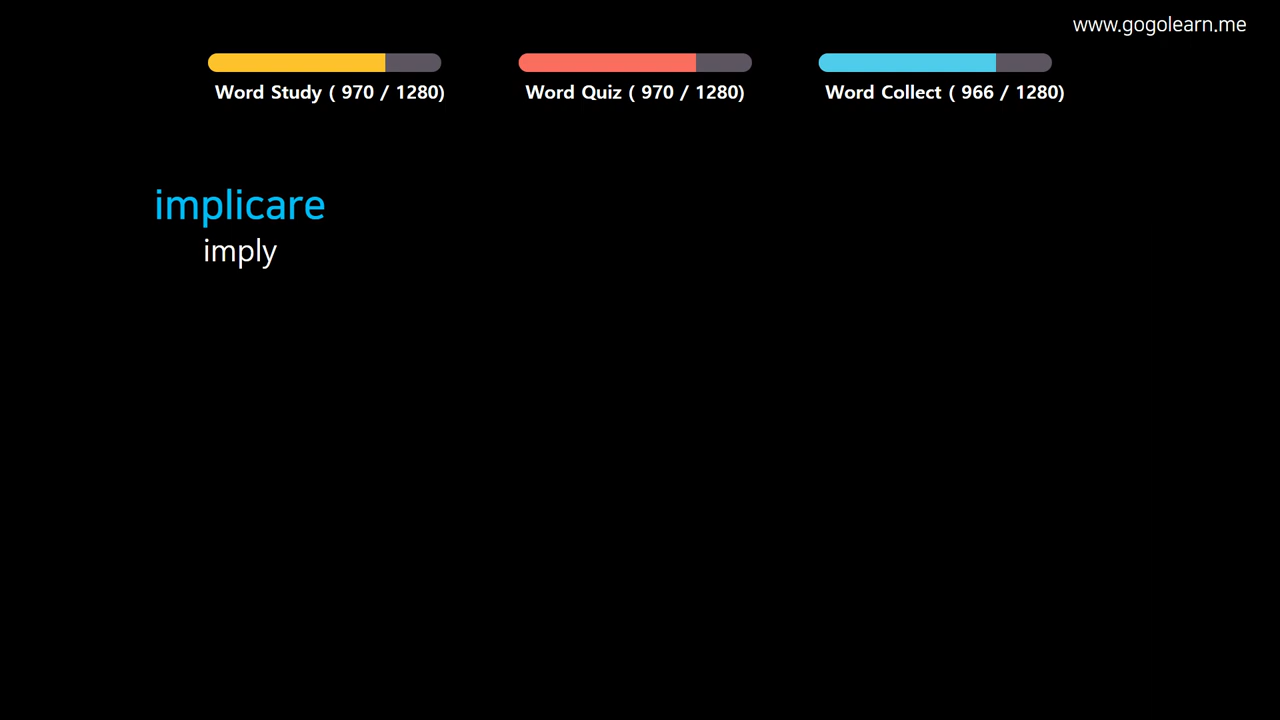 www.gogolearn.me
Word Study ( 970 / 1280)
Word Quiz ( 970 / 1280)
Word Collect ( 966 / 1280)
implicare
imply